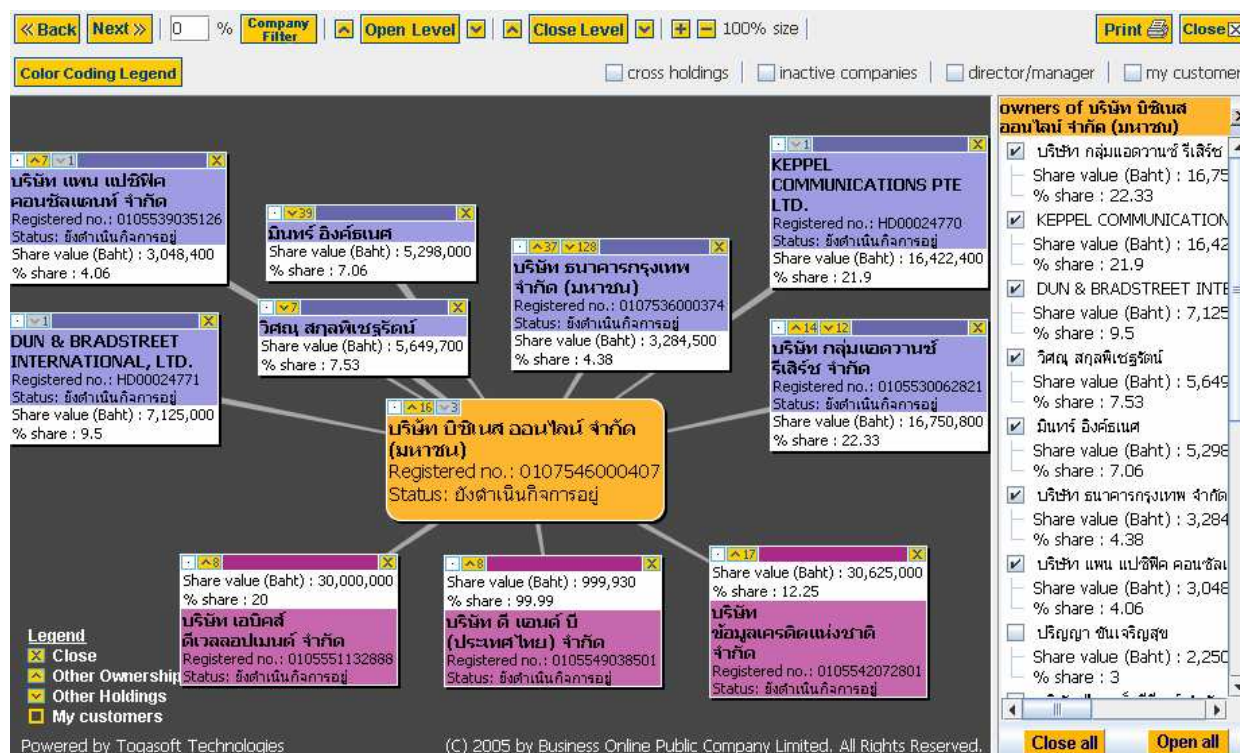 « Back
Next »
0 %
Company Filter
Open Level
Close Level
100% size
Print
Close
Color Coding Legend
cross holdings
inactive companies
director/manager
my customer
7 1
บริษัท แพน แปซิฟิค
คอนซัลแตนท์ จำกัด
Registered no.: 0105539035126
Status: ยังดำเนินกิจการอยู่
Share value (Baht) : 3,048,400
% share : 4.06
39
มินทร์ อิงค์ธเนศ
Share value (Baht) : 5,298,000
% share : 7.06
37 128
บริษัท ธนาคารกรุงเทพ
จำกัด (มหาชน)
Registered no.: 0107536000374
Status: ยังดำเนินกิจการอยู่
Share value (Baht) : 3,284,500
% share : 4.38
1
KEPPEL
COMMUNICATIONS PTE
LTD.
Registered no.: HD00024770
Status: ยังดำเนินกิจการอยู่
Share value (Baht) : 16,422,400
% share : 21.9
1
DUN & BRADSTREET
INTERNATIONAL, LTD.
Registered no.: HD00024771
Status: ยังดำเนินกิจการอยู่
Share value (Baht) : 7,125,000
% share : 9.5
7
วิศณุ สกุลพิเชฐรัตน์
Share value (Baht) : 5,649,700
% share : 7.53
14 12
บริษัท กลุ่มแอดวานซ์
รีเสิร์ช จำกัด
Registered no.: 0105530062821
Status: ยังดำเนินกิจการอยู่
Share value (Baht) : 16,750,800
% share : 22.33
16 3
บริษัท บิซิเนส ออนไลน์ จำกัด
(มหาชน)
Registered no.: 0107546000407
Status: ยังดำเนินกิจการอยู่
8
Share value (Baht) : 30,000,000
% share : 20
บริษัท เอบิคส์
ดีเวลลอปเมนต์ จำกัด
Registered no.: 0105551132888
Status: ยังดำเนินกิจการอยู่
8
Share value (Baht) : 999,930
% share : 99.99
บริษัท ดี แอนด์ บี
(ประเทศไทย) จำกัด
Registered no.: 0105549038501
Status: ยังดำเนินกิจการอยู่
17
Share value (Baht) : 30,625,000
% share : 12.25
บริษัท
ข้อมูลเครดิตแห่งชาติ
จำกัด
Registered no.: 0105542072801
Status: ยังดำเนินกิจการอยู่
Legend
Close
Other Ownership
Other Holdings
My customers
Powered by Togasoft Technologies
(C) 2005 by Business Online Public Company Limited. All Rights Reserved.
owners of บริษัท บิซิเนส
ออนไลน์ จำกัด (มหาชน)
บริษัท กลุ่มแอดวานซ์ รีเสิร์ช
Share value (Baht) : 16,75
% share : 22.33
KEPPEL COMMUNICATION
Share value (Baht) : 16,42
% share : 21.9
DUN & BRADSTREET INTE
Share value (Baht) : 7,125
% share : 9.5
วิศณุ สกุลพิเชฐรัตน์
Share value (Baht) : 5,649
% share : 7.53
มินทร์ อิงค์ธเนศ
Share value (Baht) : 5,298
% share : 7.06
บริษัท ธนาคารกรุงเทพ จำกัด
Share value (Baht) : 3,284
% share : 4.38
บริษัท แพน แปซิฟิค คอนซัล
Share value (Baht) : 3,048
% share : 4.06
ปริญญา ขันเจริญสุข
Share value (Baht) : 2,250
% share : 3
Close all
Open all